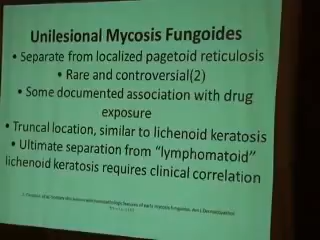 Unilesional Mycosis Fungoides
• Separate from localized pagetoid reticulosis
• Rare and controversial(2)
• Some documented association with drug
exposure
• Truncal location, similar to lichenoid keratosis
• Ultimate separation from "lymphomatoid"
lichenoid keratosis requires clinical correlation